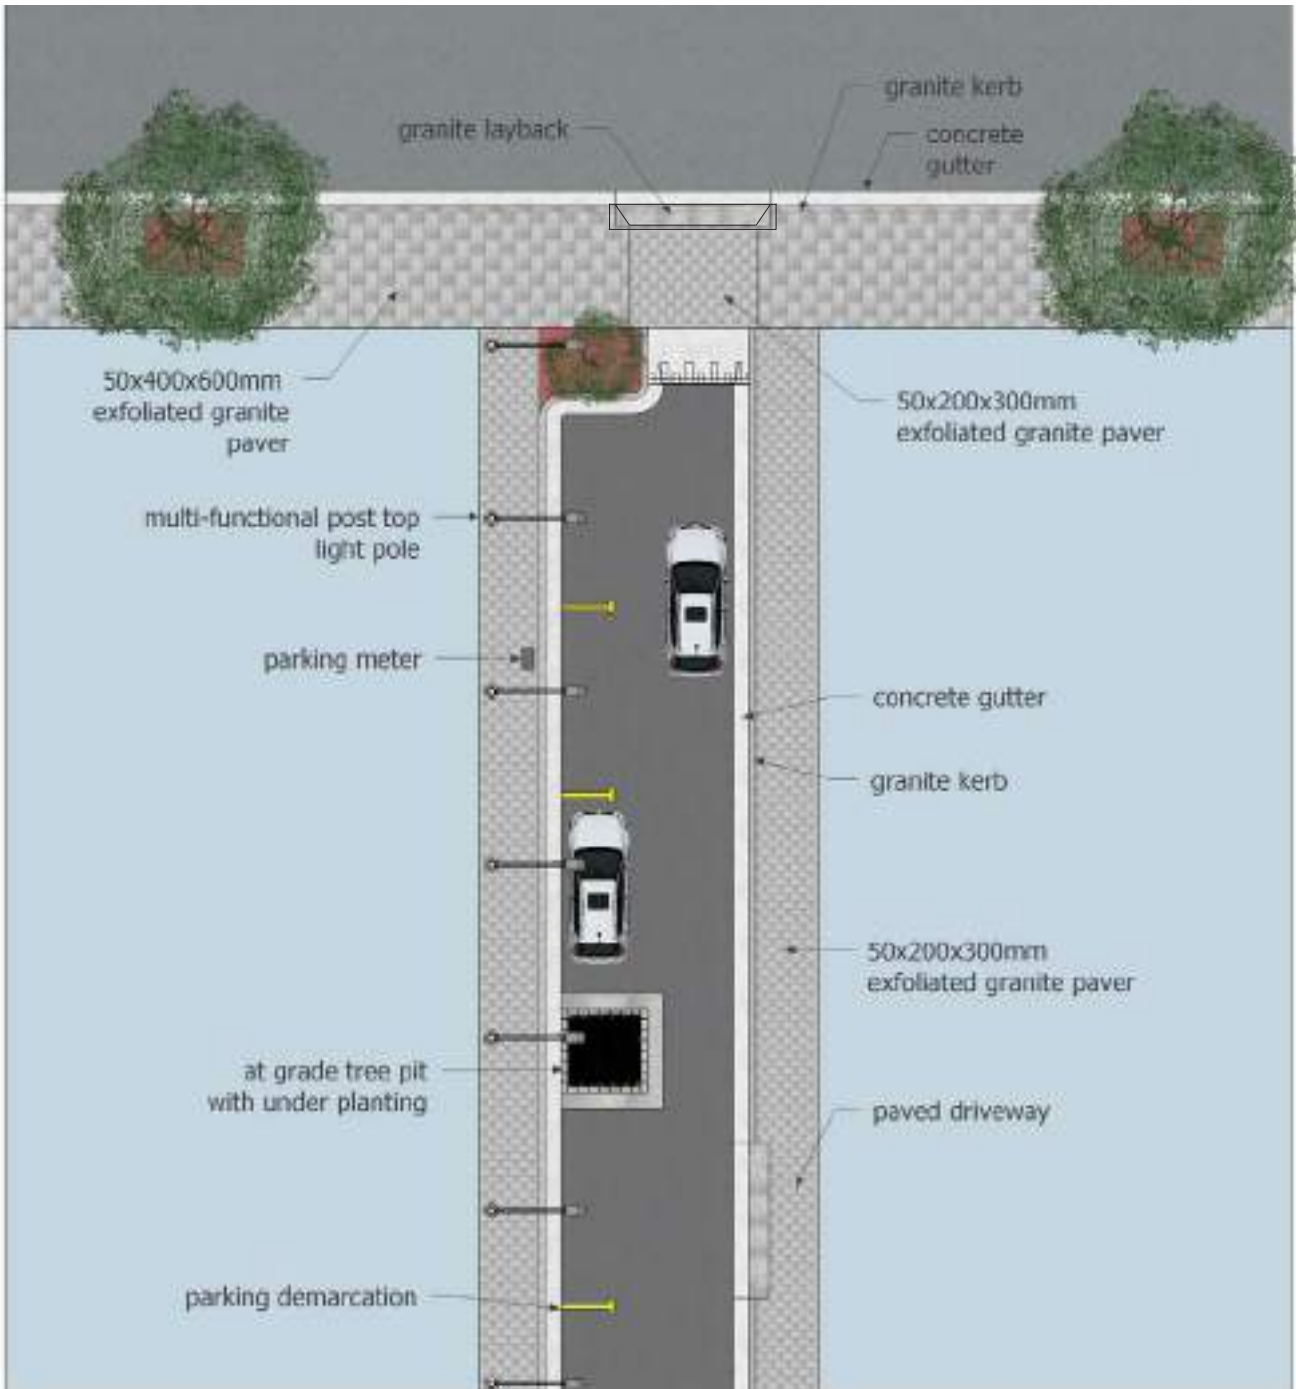 granite kerb
granite layback
concrete
gutter
50x400x600mm
exfoliated granite
paver
50x200x300mm
exfoliated granite paver
multi-functional post top
light pole
parking meter
concrete gutter
granite kerb
50x200x300mm
exfoliated granite paver
at grade tree pit
with under planting
paved driveway
parking demarcation